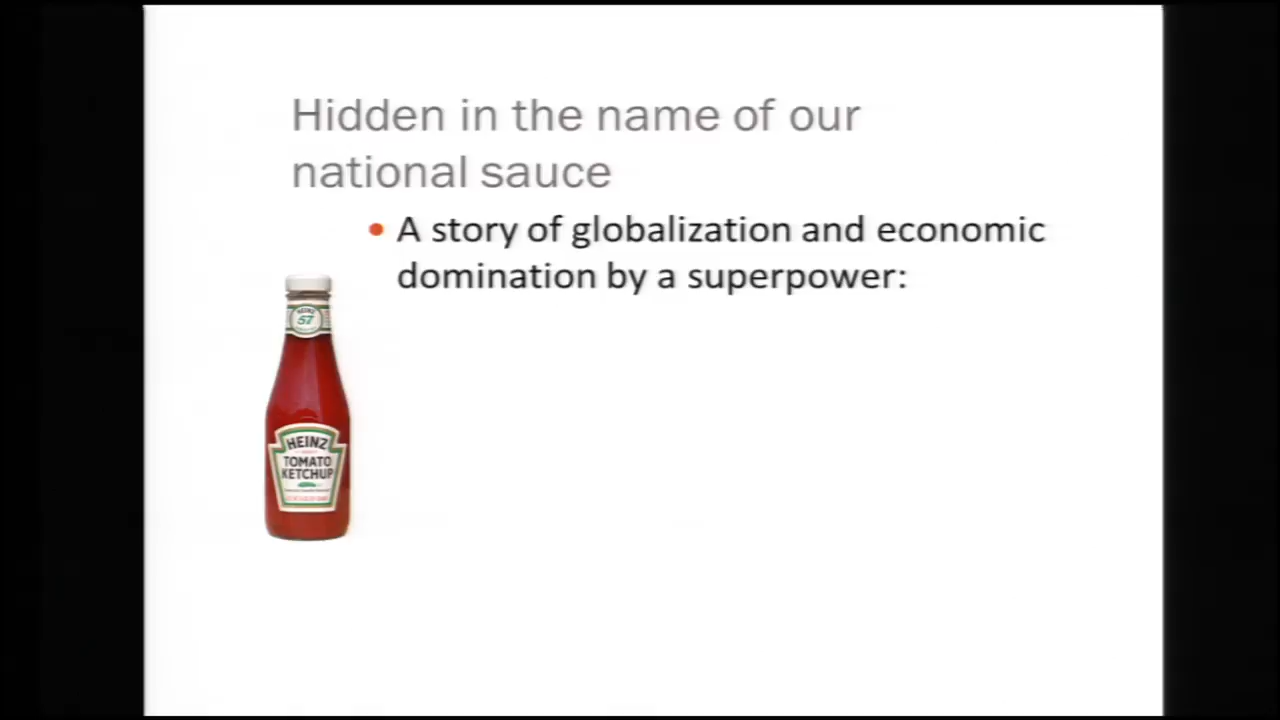 Hidden in the name of our
national sauce
• A story of globalization and economic
domination by a superpower:
HEINZ
57
HEINZ
TOMATO
KETCHUP